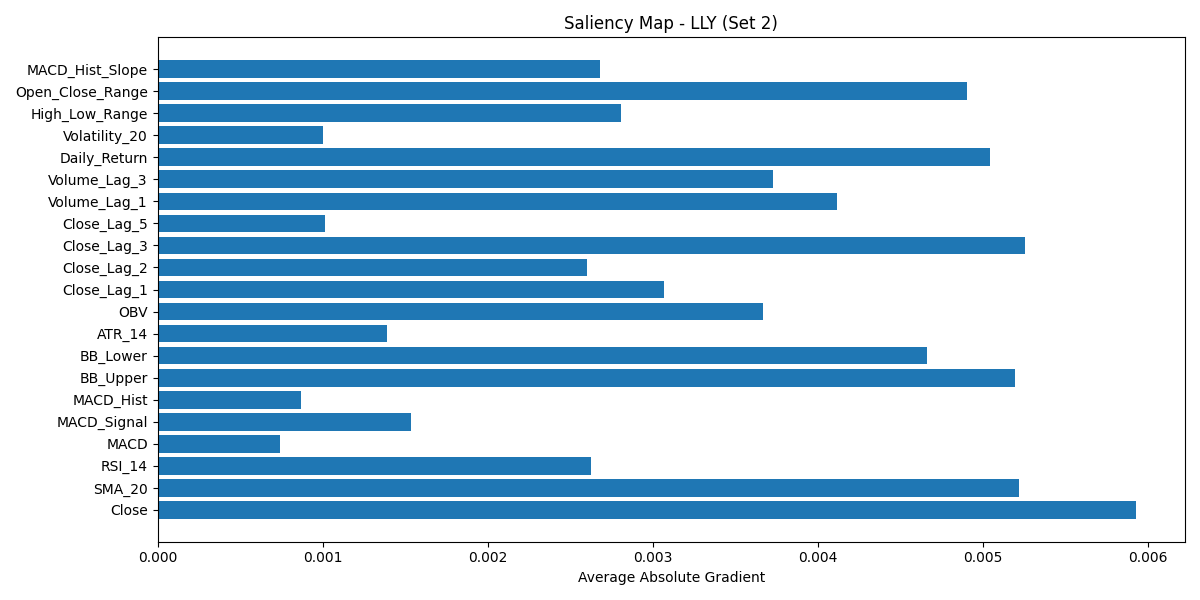 Saliency Map - LLY (Set 2)
MACD_Hist_Slope
Open_Close_Range
High_Low_Range
Volatility_20
Daily_Return
Volume_Lag_3
Volume_Lag_1
Close_Lag_5
Close_Lag_3
Close_Lag_2
Close_Lag_1
OBV
ATR_14
BB_Lower
BB_Upper
MACD_Hist
MACD_Signal
MACD
RSI_14
SMA_20
Close
0.000 0.001 0.002 0.003 0.004 0.005 0.006
Average Absolute Gradient